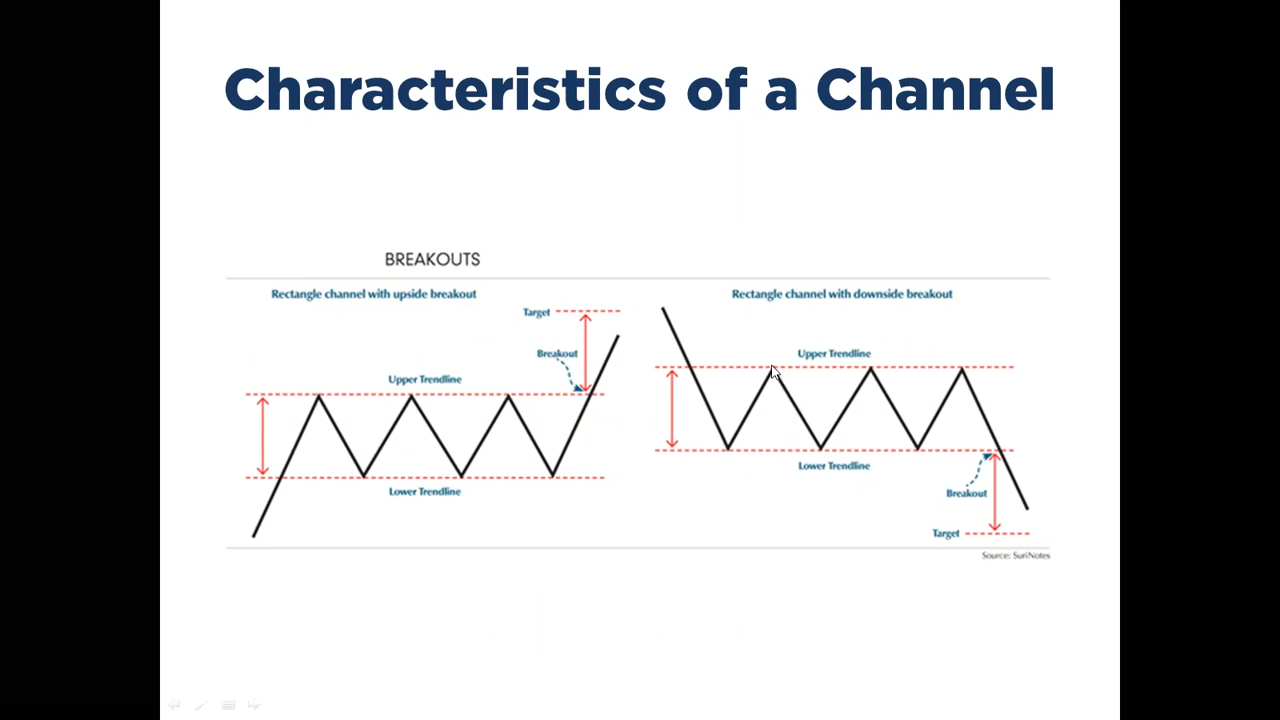 Characteristics of a Channel
BREAKOUTS
Rectangle channel with upside breakout
Target
Breakout
Upper Trendline
Lower Trendline
Rectangle channel with downside breakout
Upper Trendline
Lower Trendline
Breakout
Target
Source: SuriNotes